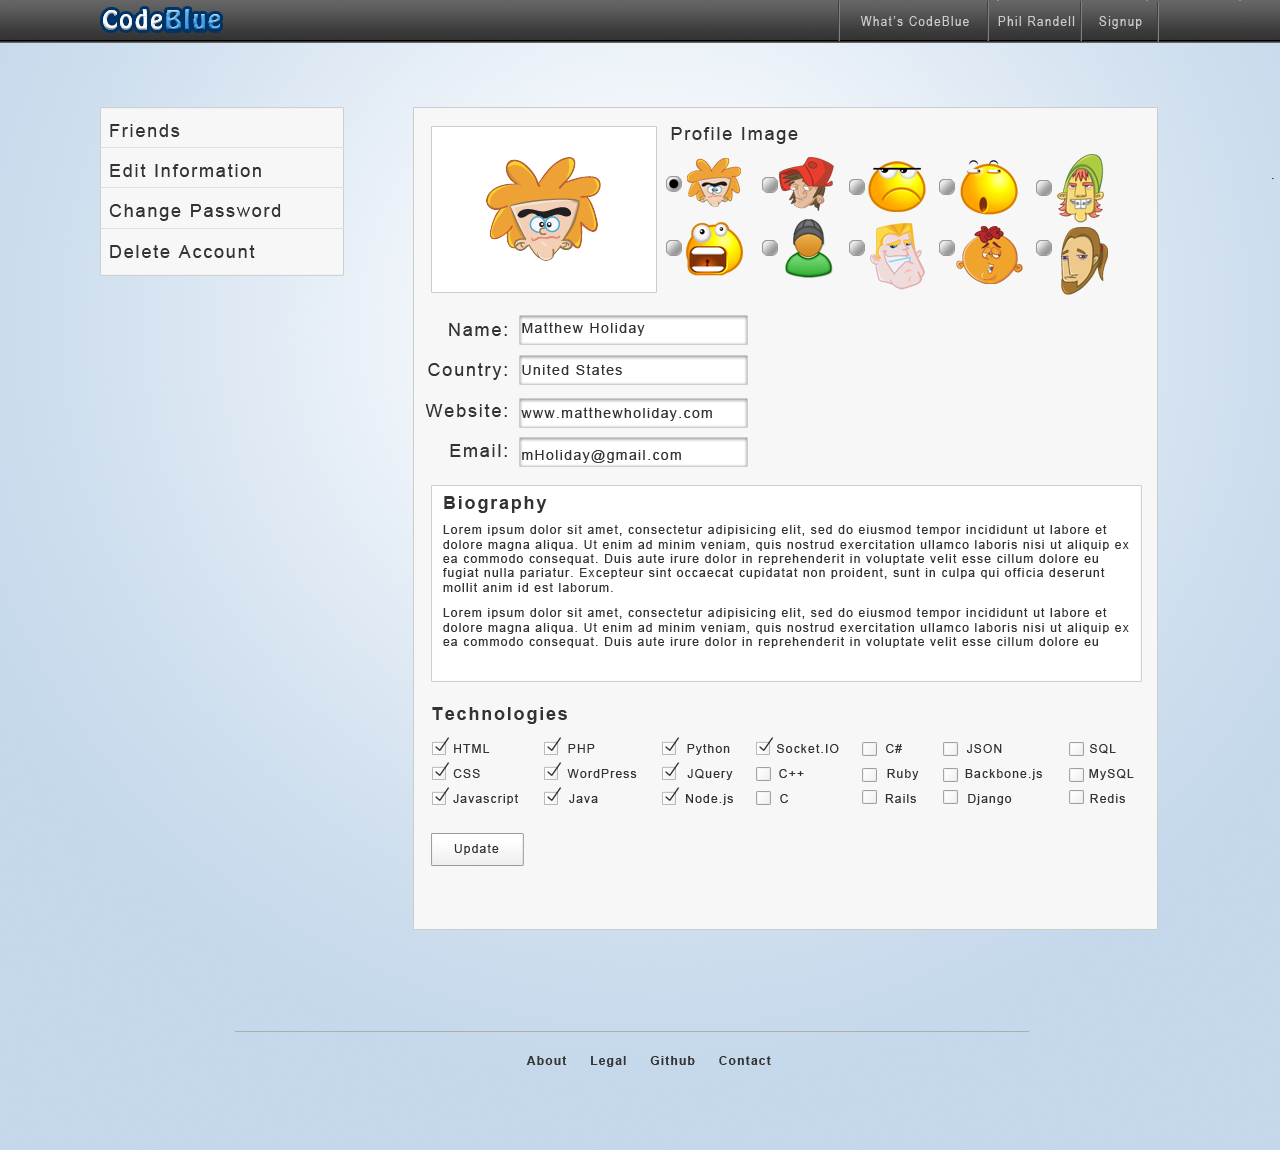 CodeBlue
What's CodeBlue
Phil Randell
Signup
Friends
Edit Information
Change Password
Delete Account
Profile Image
Name: Matthew Holiday
Country: United States
Website: www.matthewholiday.com
Email: mHoliday@gmail.com
Biography
Lorem ipsum dolor sit amet, consectetur adipisicing elit, sed do eiusmod tempor incididunt ut labore et
dolore magna aliqua. Ut enim ad minim veniam, quis nostrud exercitation ullamco laboris nisi ut aliquip ex
ea commodo consequat. Duis aute irure dolor in reprehenderit in voluptate velit esse cillum dolore eu
fugiat nulla pariatur. Excepteur sint occaecat cupidatat non proident, sunt in culpa qui officia deserunt
mollit anim id est laborum.
Lorem ipsum dolor sit amet, consectetur adipisicing elit, sed do eiusmod tempor incididunt ut labore et
dolore magna aliqua. Ut enim ad minim veniam, quis nostrud exercitation ullamco laboris nisi ut aliquip ex
ea commodo consequat. Duis aute irure dolor in reprehenderit in voluptate velit esse cillum dolore eu
Technologies
HTML PHP Python Socket.IO C# JSON SQL
CSS WordPress JQuery C++ Ruby Backbone.js MySQL
Javascript Java Node.js C Rails Django Redis
Update
About Legal Github Contact